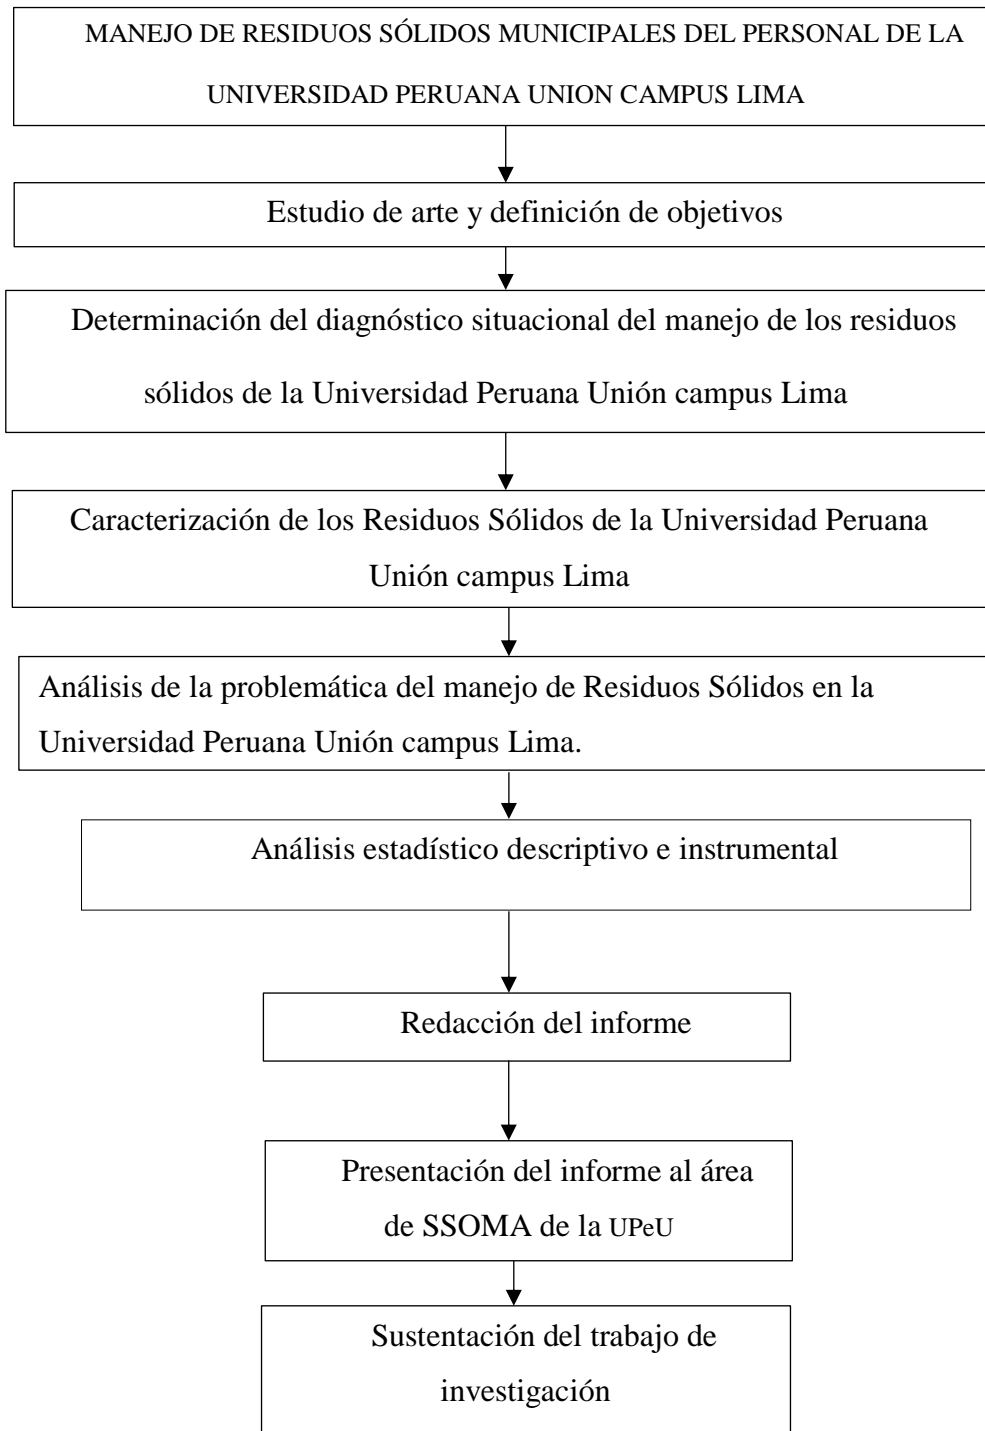 MANEJO DE RESIDUOS SÓLIDOS MUNICIPALES DEL PERSONAL DE LA
UNIVERSIDAD PERUANA UNION CAMPUS LIMA
Estudio de arte y definición de objetivos
Determinación del diagnóstico situacional del manejo de los residuos
sólidos de la Universidad Peruana Unión campus Lima
Caracterización de los Residuos Sólidos de la Universidad Peruana
Unión campus Lima
Análisis de la problemática del manejo de Residuos Sólidos en la
Universidad Peruana Unión campus Lima.
Análisis estadístico descriptivo e instrumental
Redacción del informe
Presentación del informe al área
de SSOMA de la UPeU
Sustentación del trabajo de
investigación